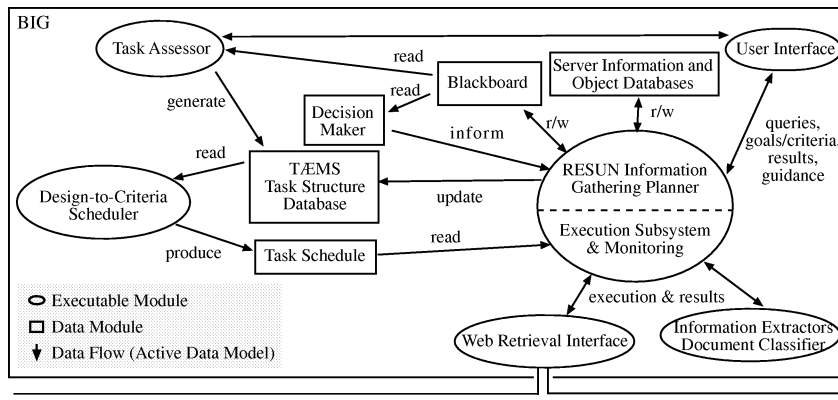 BIG
Task Assessor
User Interface
read
Blackboard
Server Information and
Object Databases
generate
read
Decision
Maker
r/w
r/w
inform
queries,
goals/criteria,
results,
guidance
read
TÆMS
Task Structure
Database
RESUN Information
Gathering Planner
update
Design-to-Criteria
Scheduler
Execution Subsystem
& Monitoring
produce
Task Schedule
read
Executable Module
Data Module
Data Flow (Active Data Model)
execution & results
Web Retrieval Interface
Information Extractors
Document Classifier